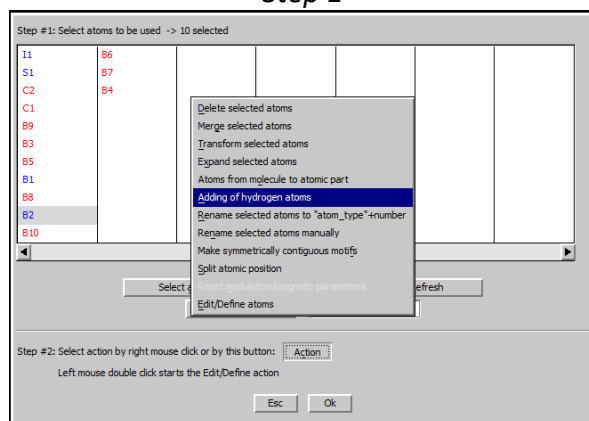 Step #1: Select atoms to be used -> 10 selected
I1 B6
S1 B7
C2 B4
C1
B9
B3
B5
B1
B8
B2
B10
Delete selected atoms
Merge selected atoms
Transform selected atoms
Expand selected atoms
Atoms from molecule to atomic part
Adding of hydrogen atoms
Rename selected atoms to "atom_type"+number
Rename selected atoms manually
Make symmetrically contiguous motifs
Split atomic position
Reset modulation/magnetic parameters
Edit/Define atoms
Select efresh
Step #2: Select action by right mouse click or by this button: Action
Left mouse double click starts the Edit/Define action
Esc Ok